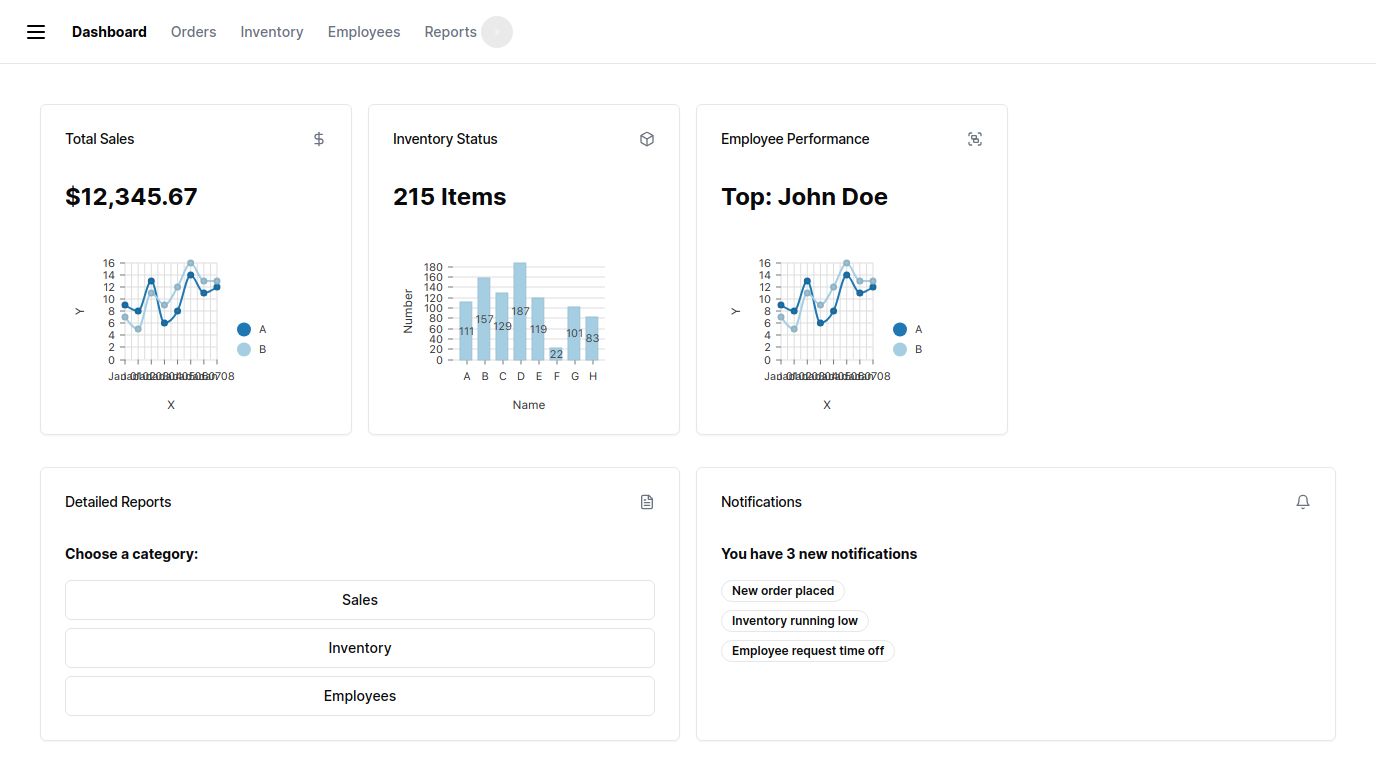 Dashboard Orders Inventory Employees Reports
Total Sales
$12,345.67
16
14
12
10
8
6
4
2
0
Y
X
A
B
Inventory Status
215 Items
180
160
140
120
100
80
60
40
20
0
Number
111 157 129 187 119 22 101 83
A B C D E F G H
Name
Employee Performance
Top: John Doe
16
14
12
10
8
6
4
2
0
Y
X
A
B
Detailed Reports
Choose a category:
Sales
Inventory
Employees
Notifications
You have 3 new notifications
New order placed
Inventory running low
Employee request time off